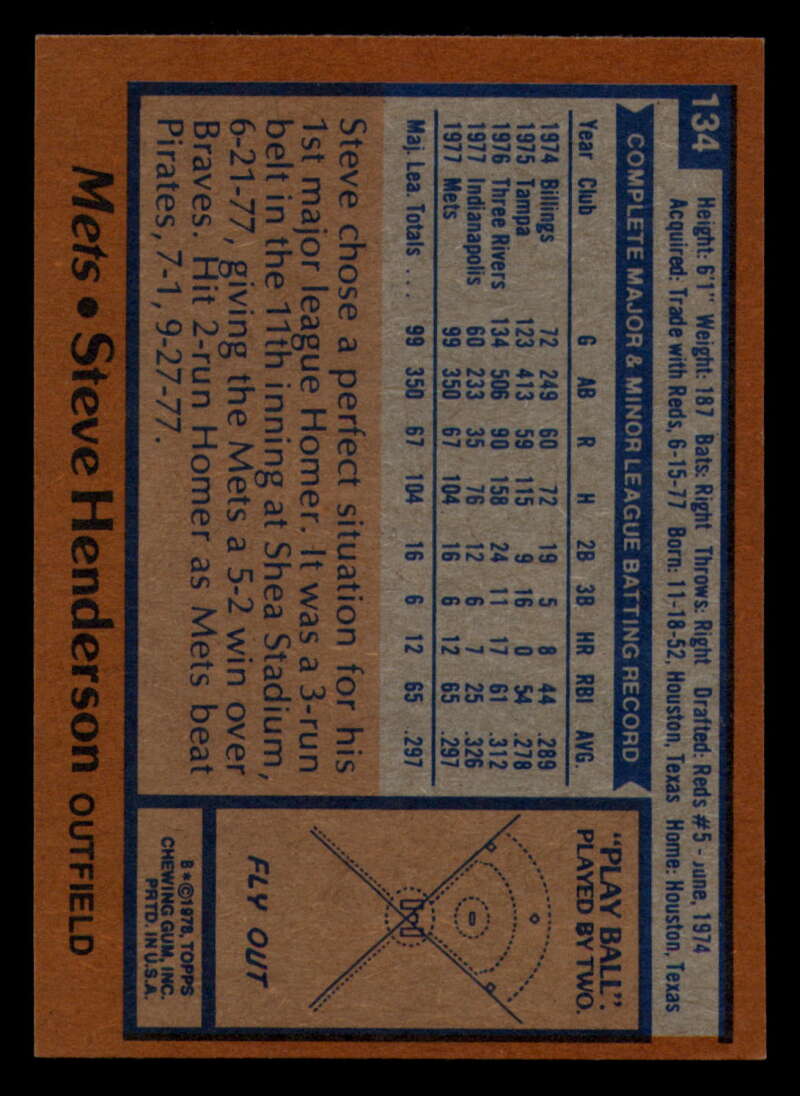 134
Height: 6'1" Weight: 187 Bats: Right Throws: Right Drafted: Reds #5 - June, 1974
Acquired: Trade with Reds, 6-15-77 Born: 11-18-52, Houston, Texas Home: Houston, Texas
COMPLETE MAJOR & MINOR LEAGUE BATTING RECORD
Year Club G AB R H 2B 3B HR RBI AVG.
1974 Billings 72 249 60 72 19 5 8 44 .289
1975 Tampa 123 413 59 115 9 16 0 54 .278
1976 Three Rivers 134 506 90 158 24 11 17 61 .312
1977 Indianapolis 60 233 35 76 12 6 7 25 .326
1977 Mets 99 350 67 104 16 6 12 65 .297
Maj. Lea. Totals ... 99 350 67 104 16 6 12 65 .297
Steve chose a perfect situation for his
1st major league Homer. It was a 3-run
belt in the 11th inning at Shea Stadium,
6-21-77, giving the Mets a 5-2 win over
Braves. Hit 2-run Homer as Mets beat
Pirates, 7-1, 9-27-77.
"PLAY BALL":
PLAYED BY TWO.
FLY OUT
B*©1978, TOPPS
CHEWING GUM, INC.
PRTD. IN U.S.A.
Mets • Steve Henderson OUTFIELD